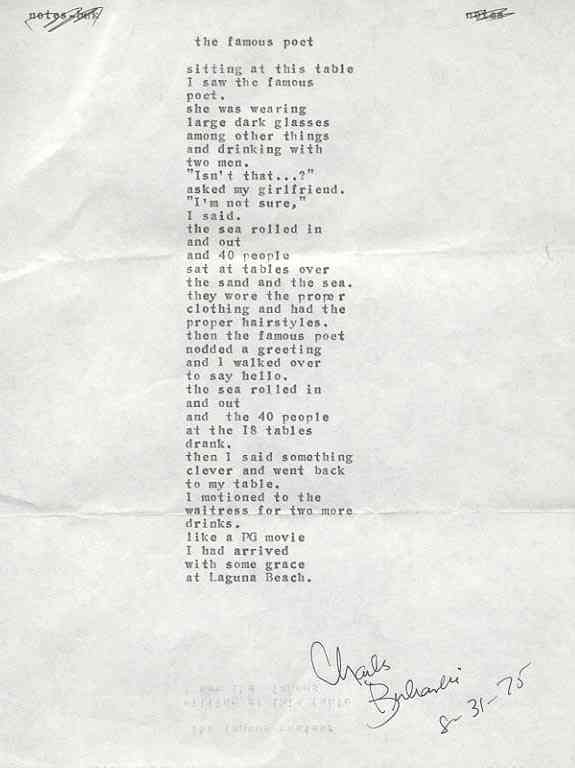 notes
the famous poet
sitting at this table
I saw the famous
poet.
she was wearing
large dark glasses
among other things
and drinking with
two men.
"Isn't that...?"
asked my girlfriend.
"I'm not sure,"
I said.
the sea rolled in
and out
and 40 people
sat at tables over
the sand and the sea.
they wore the proper
clothing and had the
proper hairstyles.
then the famous poet
nodded a greeting
and I walked over
to say hello.
the sea rolled in
and out
and  the 40 people
at the 18 tables
drank.
then I said something
clever and went back
to my table.
I motioned to the
waitress for two more
drinks.
like a PG movie
I had arrived
with some grace
at Laguna Beach.
Charles
Bukowski
8-31-75